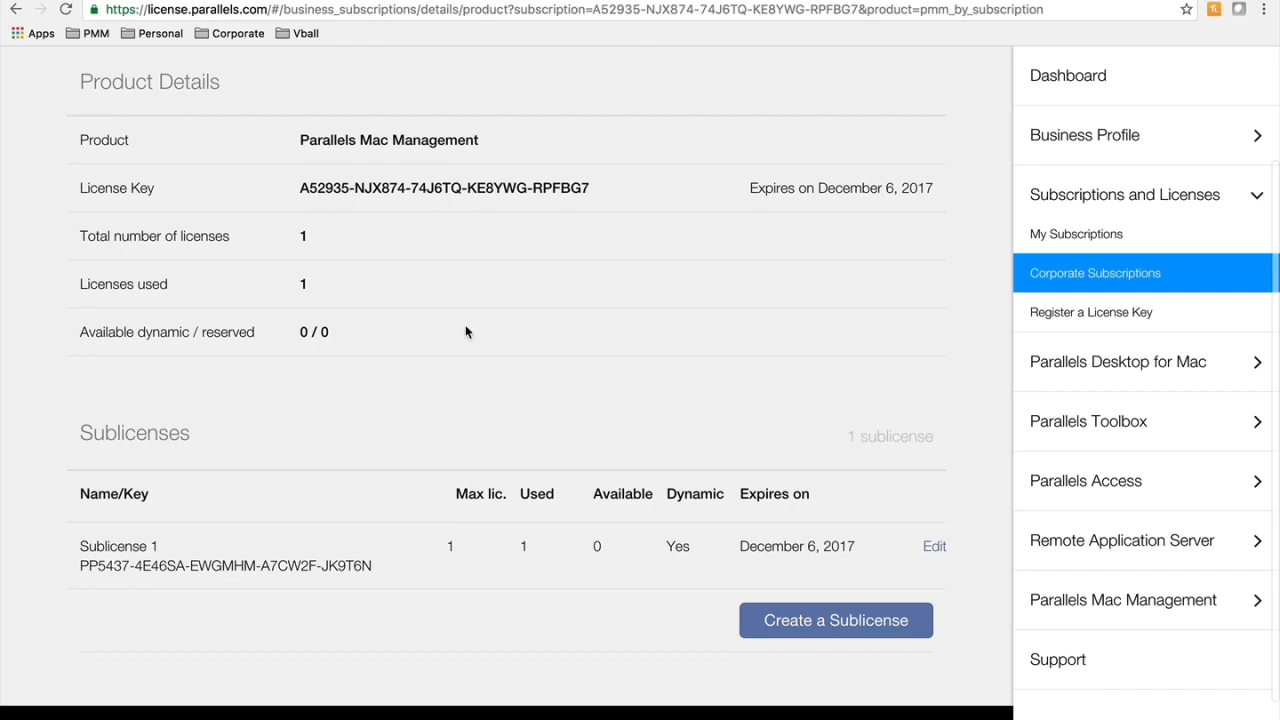 https://license.parallels.com/#/business_subscriptions/details/product?subscription=A52935-NJX874-74J6TQ-KE8YWG-RPFBG7&product=pmm_by_subscription
Apps PMM Personal Corporate Vball
Product Details
Product Parallels Mac Management
License Key A52935-NJX874-74J6TQ-KE8YWG-RPFBG7 Expires on December 6, 2017
Total number of licenses 1
Licenses used 1
Available dynamic / reserved 0 / 0
Sublicenses 1 sublicense
Name/Key Max lic. Used Available Dynamic Expires on
Sublicense 1 1 1 0 Yes December 6, 2017 Edit
PP5437-4E46SA-EWGMHM-A7CW2F-JK9T6N
Create a Sublicense
Dashboard
Business Profile
Subscriptions and Licenses
My Subscriptions
Corporate Subscriptions
Register a License Key
Parallels Desktop for Mac
Parallels Toolbox
Parallels Access
Remote Application Server
Parallels Mac Management
Support